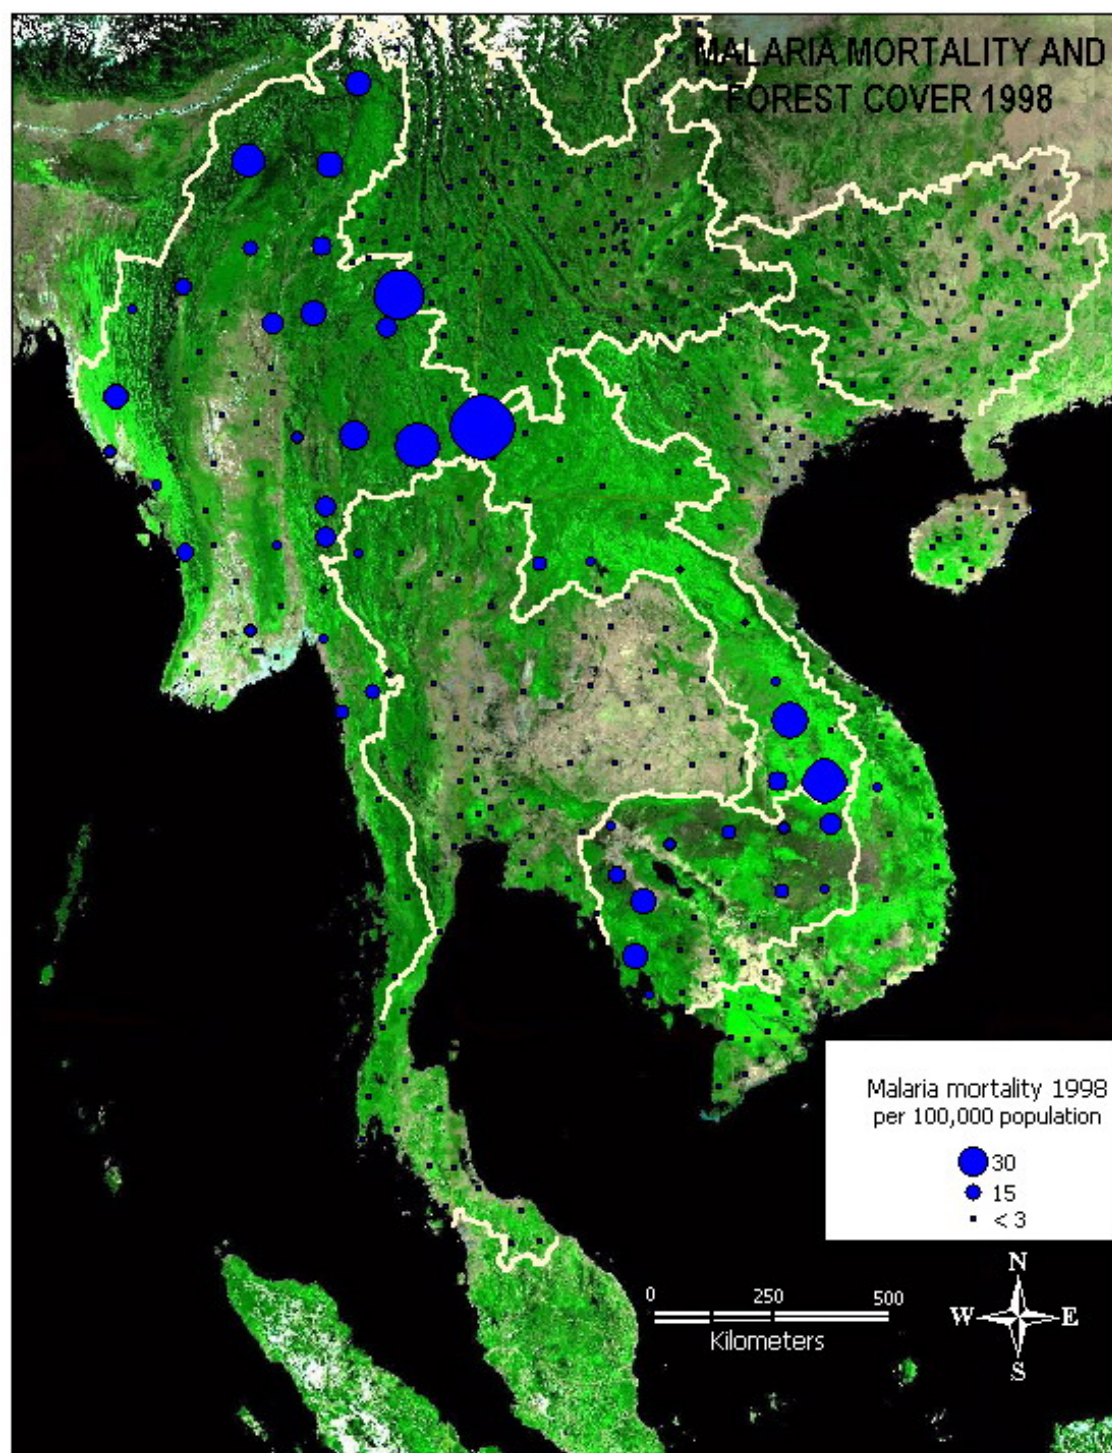 MALARIA MORTALITY AND
FOREST COVER 1998
Malaria mortality 1998
per 100,000 population
30
15
< 3
0 250 500
Kilometers
N
W E
S